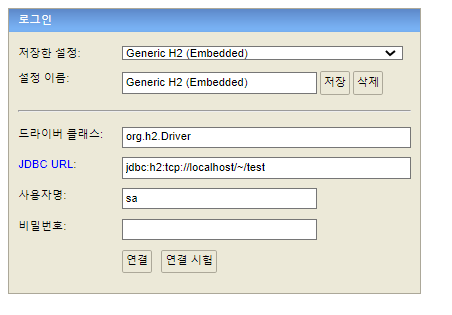 로그인
저장한 설정: Generic H2 (Embedded)
설정 이름: Generic H2 (Embedded) 저장 삭제
드라이버 클래스: org.h2.Driver
JDBC URL: jdbc:h2:tcp://localhost/~/test
사용자명: sa
비밀번호:
연결 연결 시험